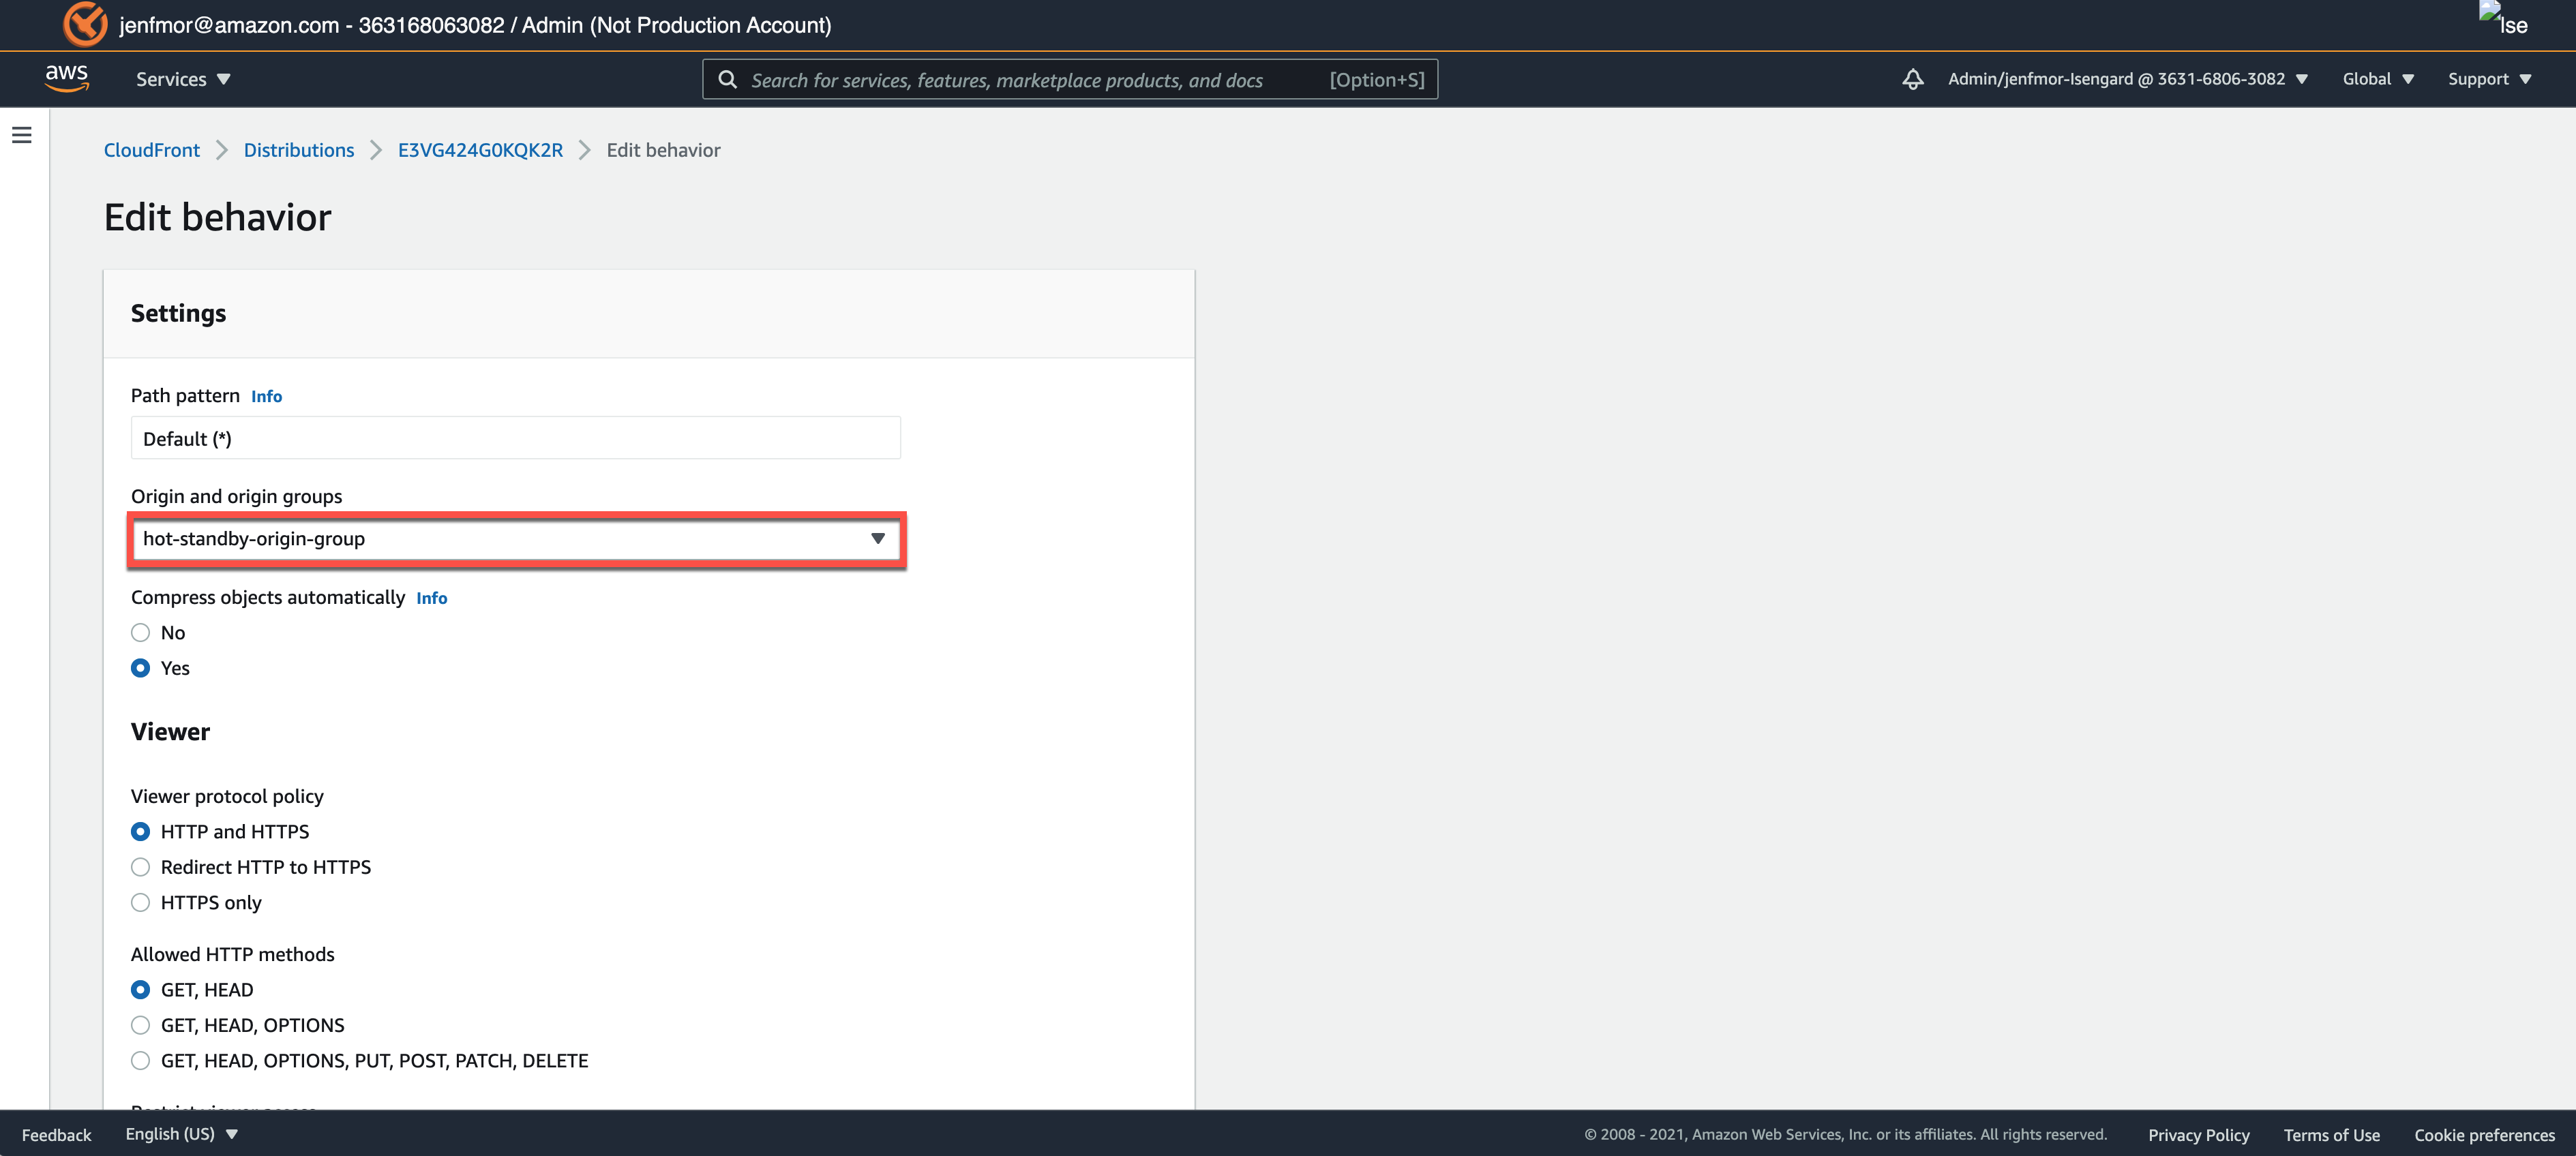 jenfmor@amazon.com - 363168063082 / Admin (Not Production Account)
Ise
aws
Services
Search for services, features, marketplace products, and docs [Option+S]
Admin/jenfmor-Isengard @ 3631-6806-3082
Global
Support
CloudFront
Distributions
E3VG424G0KQK2R
Edit behavior
Edit behavior
Settings
Path pattern Info
Default (*)
Origin and origin groups
hot-standby-origin-group
Compress objects automatically Info
No
Yes
Viewer
Viewer protocol policy
HTTP and HTTPS
Redirect HTTP to HTTPS
HTTPS only
Allowed HTTP methods
GET, HEAD
GET, HEAD, OPTIONS
GET, HEAD, OPTIONS, PUT, POST, PATCH, DELETE
Feedback
English (US)
© 2008 - 2021, Amazon Web Services, Inc. or its affiliates. All rights reserved.
Privacy Policy
Terms of Use
Cookie preferences